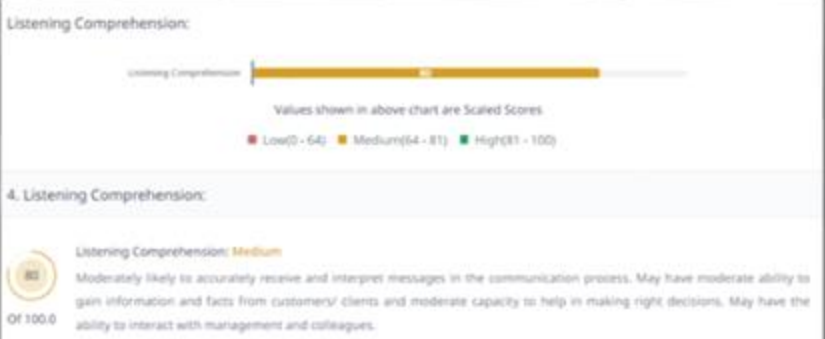 Listening Comprehension:
Listening Comprehension
80
Values shown in above chart are Scaled Scores
Low(0 - 64) Medium(64 - 81) High(81 - 100)
4. Listening Comprehension:
Listening Comprehension: Medium
80
Of 100.0
Moderately likely to accurately receive and interpret messages in the communication process. May have moderate ability to
gain information and facts from customers/ clients and moderate capacity to help in making right decisions. May have the
ability to interact with management and colleagues.